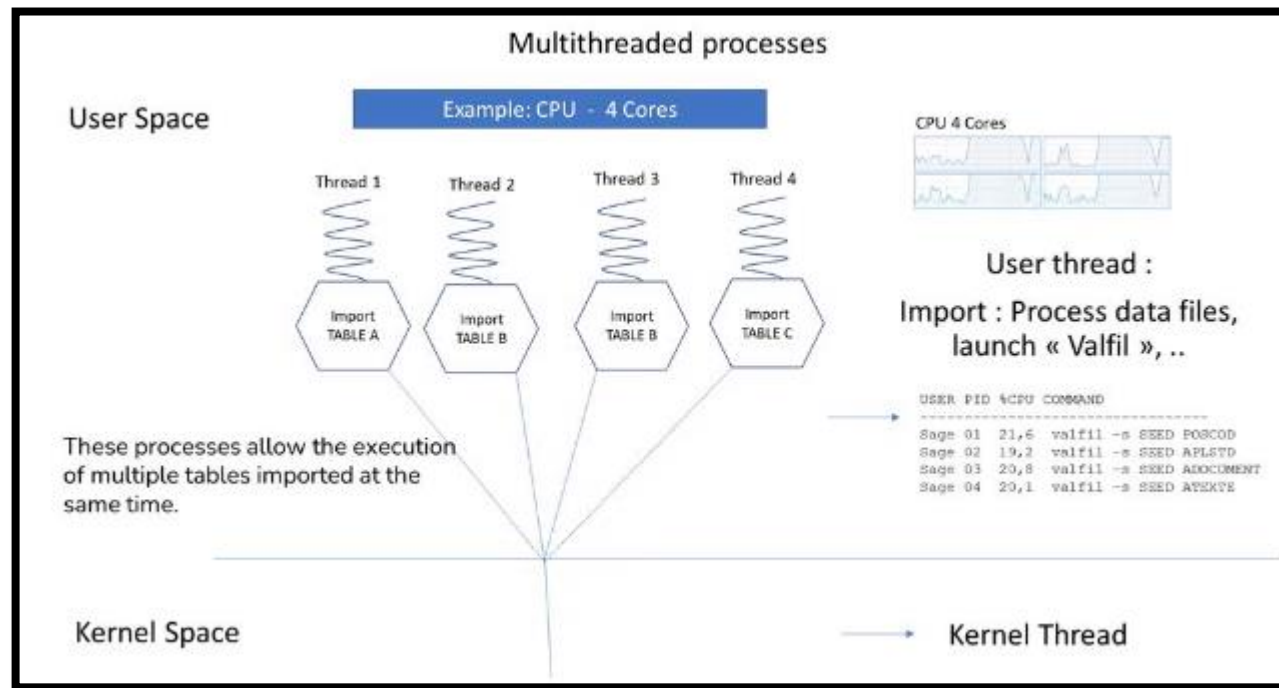 Multithreaded processes
User Space
Example: CPU - 4 Cores
CPU 4 Cores
Thread 1
Thread 2
Thread 3
Thread 4
Import
TABLE A
Import
TABLE B
Import
TABLE B
Import
TABLE C
User thread :
Import : Process data files,
launch « Valfil », ..
USER PID %CPU COMMAND
Sage 01 21,6 valfil -s SEED POSCOD
Sage 02 19,2 valfil -s SEED APLSTD
Sage 03 20,8 valfil -s SEED ADOCUMENT
Sage 04 20,1 valfil -s SEED ATEXTE
These processes allow the execution
of multiple tables imported at the
same time.
Kernel Space
Kernel Thread